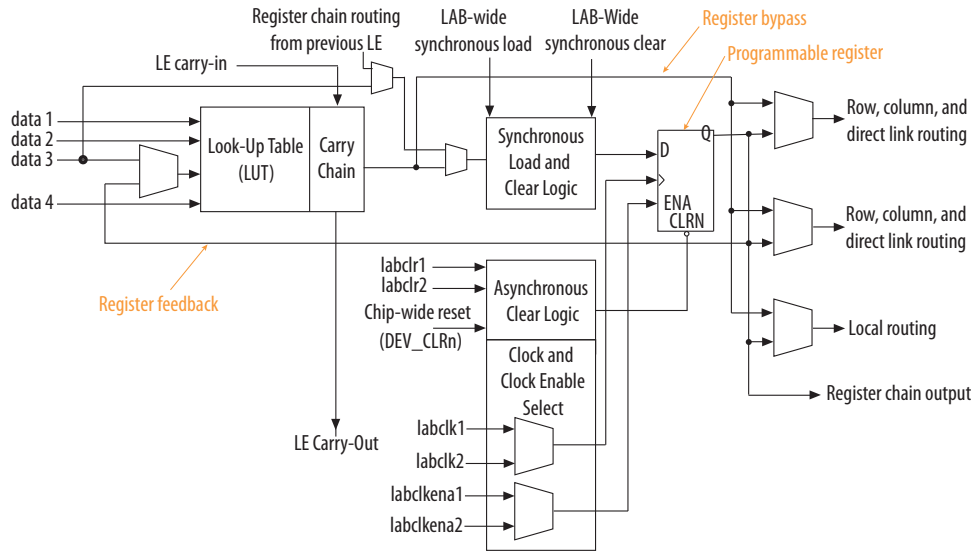 Register chain routing
from previous LE
LAB-wide
synchronous load
LAB-Wide
synchronous clear
Register bypass
Programmable register
LE carry-in
data 1
data 2
data 3
data 4
Look-Up Table
(LUT)
Carry
Chain
Synchronous
Load and
Clear Logic
D
Q
ENA
CLRN
Row, column, and
direct link routing
Row, column, and
direct link routing
Local routing
Register chain output
Register feedback
labclr1
labclr2
Chip-wide reset
(DEV_CLRn)
Asynchronous
Clear Logic
Clock and
Clock Enable
Select
labclk1
labclk2
labclkena1
labclkena2
LE Carry-Out